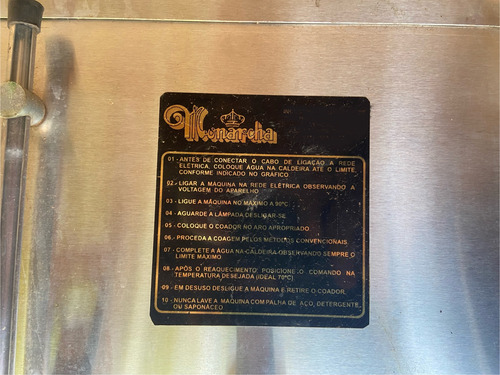 Monarcha
01 - ANTES DE CONECTAR O CABO DE LIGAÇÃO A REDE
ELÉTRICA, COLOQUE ÁGUA NA CALDEIRA ATÉ O LIMITE,
CONFORME INDICADO NO GRÁFICO
02 - LIGAR A MÁQUINA NA REDE ELÉTRICA OBSERVANDO A
VOLTAGEM DO APARELHO
03 - LIGUE A MÁQUINA NO MÁXIMO A 90ºC
04 - AGUARDE A LÂMPADA DESLIGAR-SE
05 - COLOQUE O COADOR NO ARO APROPRIADO
06 - PROCEDA A COAGEM PELOS MÉTODOS CONVENCIONAIS
07 - COMPLETE A ÁGUA NA CALDEIRA OBSERVANDO SEMPRE O
LIMITE MÁXIMO
08 - APÓS O REAQUECIMENTO, POSICIONE O COMANDO NA
TEMPERATURA DESEJADA (IDEAL 70ºC)
09 - EM DESUSO DESLIGUE A MÁQUINA E RETIRE O COADOR
10 - NUNCA LAVE A MÁQUINA COM PALHA DE AÇO, DETERGENTE
OU SAPONÁCEO